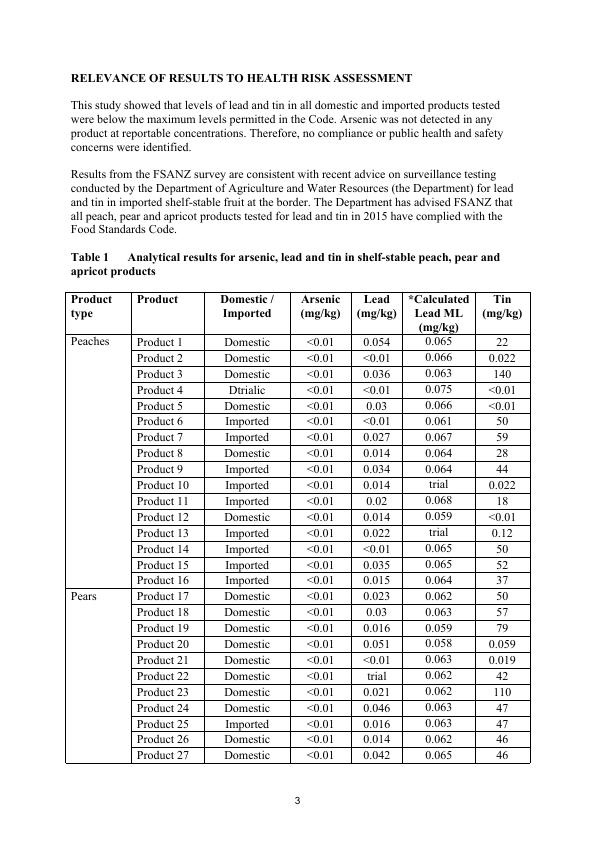 RELEVANCE OF RESULTS TO HEALTH RISK ASSESSMENT
This study showed that levels of lead and tin in all domestic and imported products tested
were below the maximum levels permitted in the Code. Arsenic was not detected in any
product at reportable concentrations. Therefore, no compliance or public health and safety
concerns were identified.
Results from the FSANZ survey are consistent with recent advice on surveillance testing
conducted by the Department of Agriculture and Water Resources (the Department) for lead
and tin in imported shelf-stable fruit at the border. The Department has advised FSANZ that
all peach, pear and apricot products tested for lead and tin in 2015 have complied with the
Food Standards Code.
Table 1 Analytical results for arsenic, lead and tin in shelf-stable peach, pear and
apricot products
Product type Product Domestic / Imported Arsenic (mg/kg) Lead (mg/kg) *Calculated Lead ML (mg/kg) Tin (mg/kg)
Peaches Product 1 Domestic <0.01 0.054 0.065 22
Product 2 Domestic <0.01 <0.01 0.066 0.022
Product 3 Domestic <0.01 0.036 0.063 140
Product 4 Dtrialic <0.01 <0.01 0.075 <0.01
Product 5 Domestic <0.01 0.03 0.066 <0.01
Product 6 Imported <0.01 <0.01 0.061 50
Product 7 Imported <0.01 0.027 0.067 59
Product 8 Domestic <0.01 0.014 0.064 28
Product 9 Imported <0.01 0.034 0.064 44
Product 10 Imported <0.01 0.014 trial 0.022
Product 11 Imported <0.01 0.02 0.068 18
Product 12 Domestic <0.01 0.014 0.059 <0.01
Product 13 Imported <0.01 0.022 trial 0.12
Product 14 Imported <0.01 <0.01 0.065 50
Product 15 Imported <0.01 0.035 0.065 52
Product 16 Imported <0.01 0.015 0.064 37
Pears Product 17 Domestic <0.01 0.023 0.062 50
Product 18 Domestic <0.01 0.03 0.063 57
Product 19 Domestic <0.01 0.016 0.059 79
Product 20 Domestic <0.01 0.051 0.058 0.059
Product 21 Domestic <0.01 <0.01 0.063 0.019
Product 22 Domestic <0.01 trial 0.062 42
Product 23 Domestic <0.01 0.021 0.062 110
Product 24 Domestic <0.01 0.046 0.063 47
Product 25 Imported <0.01 0.016 0.063 47
Product 26 Domestic <0.01 0.014 0.062 46
Product 27 Domestic <0.01 0.042 0.065 46
3